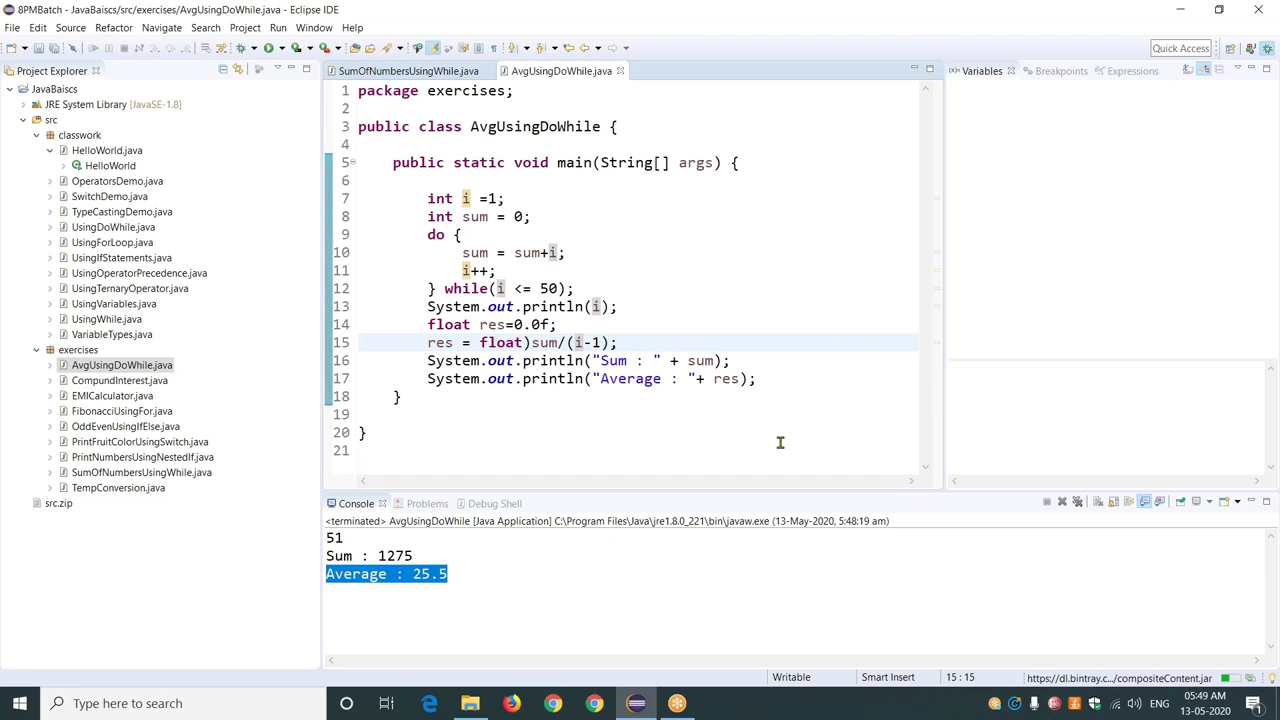 8PMBatch - JavaBaiscs/src/exercises/AvgUsingDoWhile.java - Eclipse IDE
File Edit Source Refactor Navigate Search Project Run Window Help
Quick Access
Project Explorer
SumOfNumbersUsingWhile.java
AvgUsingDoWhile.java
Variables
Breakpoints
Expressions
JavaBaiscs
JRE System Library [JavaSE-1.8]
src
classwork
HelloWorld.java
HelloWorld
OperatorsDemo.java
SwitchDemo.java
TypeCastingDemo.java
UsingDoWhile.java
UsingForLoop.java
UsingIfStatements.java
UsingOperatorPrecedence.java
UsingTernaryOperator.java
UsingVariables.java
UsingWhile.java
VariableTypes.java
exercises
AvgUsingDoWhile.java
CompundInterest.java
EMICalculator.java
FibonacciUsingFor.java
OddEvenUsingIfElse.java
PrintFruitColorUsingSwitch.java
PrintNumbersUsingNestedIf.java
SumOfNumbersUsingWhile.java
TempConversion.java
src.zip
1 package exercises;
2
3 public class AvgUsingDoWhile {
4
5 public static void main(String[] args) {
6
7 int i =1;
8 int sum = 0;
9 do {
10 sum = sum+i;
11 i++;
12 } while(i <= 50);
13 System.out.println(i);
14 float res=0.0f;
15 res = float)sum/(i-1);
16 System.out.println("Sum : " + sum);
17 System.out.println("Average : "+ res);
18 }
19
20 }
21
Console
Problems
Debug Shell
<terminated> AvgUsingDoWhile [Java Application] C:\Program Files\Java\jre1.8.0_221\bin\javaw.exe (13-May-2020, 5:48:19 am)
51
Sum : 1275
Average : 25.5
Writable
Smart Insert
15 : 15
https://dl.bintray.c.../compositeContent.jar
Type here to search
05:49 AM
13-05-2020